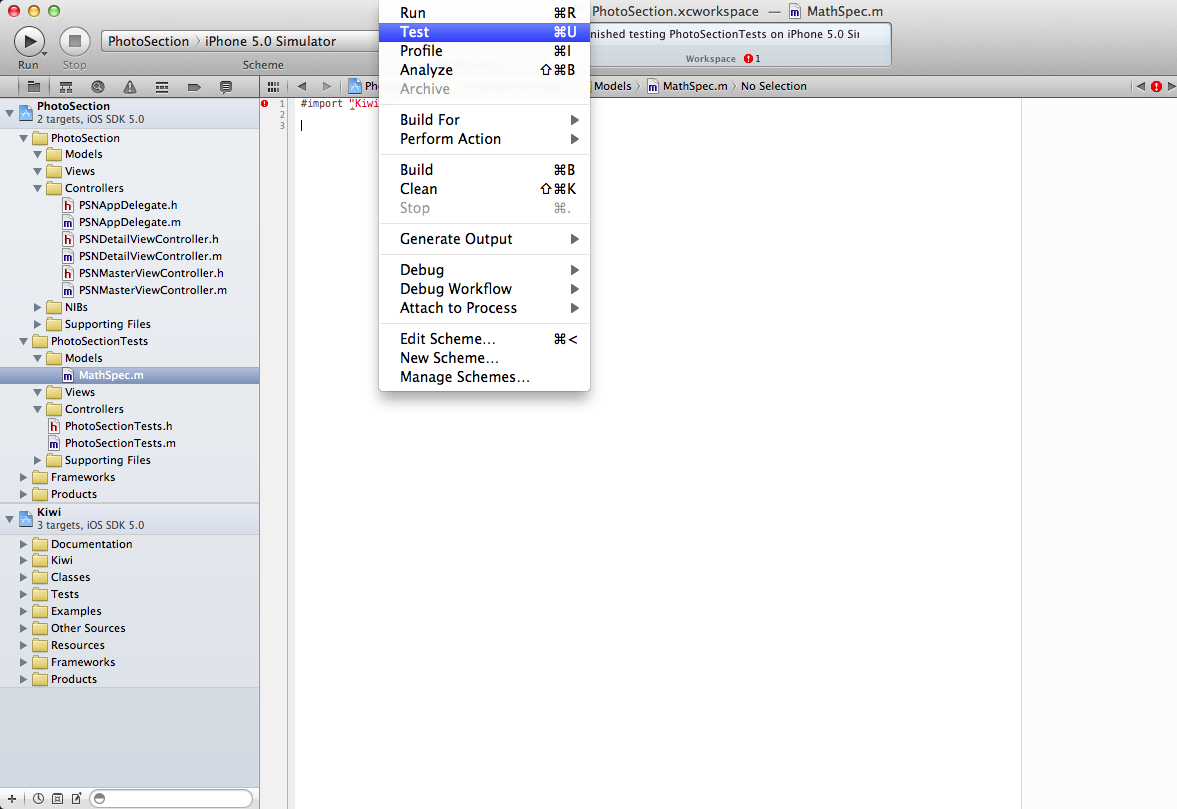 PhotoSection.xcworkspace — MathSpec.m
Run
Stop
PhotoSection
iPhone 5.0 Simulator
Scheme
nished testing PhotoSectionTests on iPhone 5.0 Sir
Workspace 1
Run ⌘R
Test ⌘U
Profile ⌘I
Analyze ⇧⌘B
Archive
Build For
Perform Action
Build ⌘B
Clean ⇧⌘K
Stop ⌘.
Generate Output
Debug
Debug Workflow
Attach to Process
Edit Scheme... ⌘<
New Scheme...
Manage Schemes...
Ph
Models
MathSpec.m
No Selection
PhotoSection
2 targets, iOS SDK 5.0
PhotoSection
Models
Views
Controllers
PSNAppDelegate.h
PSNAppDelegate.m
PSNDetailViewController.h
PSNDetailViewController.m
PSNMasterViewController.h
PSNMasterViewController.m
NIBs
Supporting Files
PhotoSectionTests
Models
MathSpec.m
Views
Controllers
PhotoSectionTests.h
PhotoSectionTests.m
Supporting Files
Frameworks
Products
Kiwi
3 targets, iOS SDK 5.0
Documentation
Kiwi
Classes
Tests
Examples
Other Sources
Resources
Frameworks
Products
1 #import "Kiwi
2
3